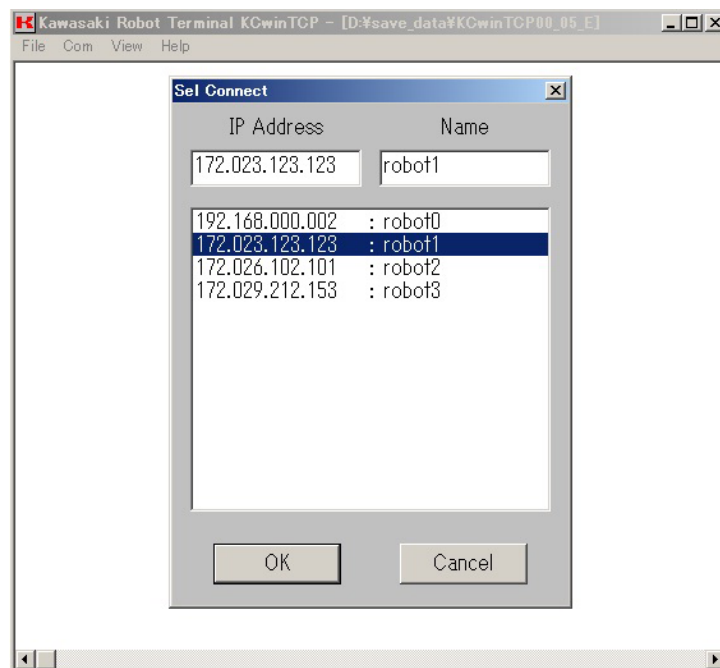 Kawasaki Robot Terminal KCwinTCP - [D:¥save_data¥KCwinTCP00_05_E]
File Com View Help
Sel Connect
IP Address Name
172.023.123.123 robot1
192.168.000.002 : robot0
172.023.123.123 : robot1
172.026.102.101 : robot2
172.029.212.153 : robot3
OK Cancel